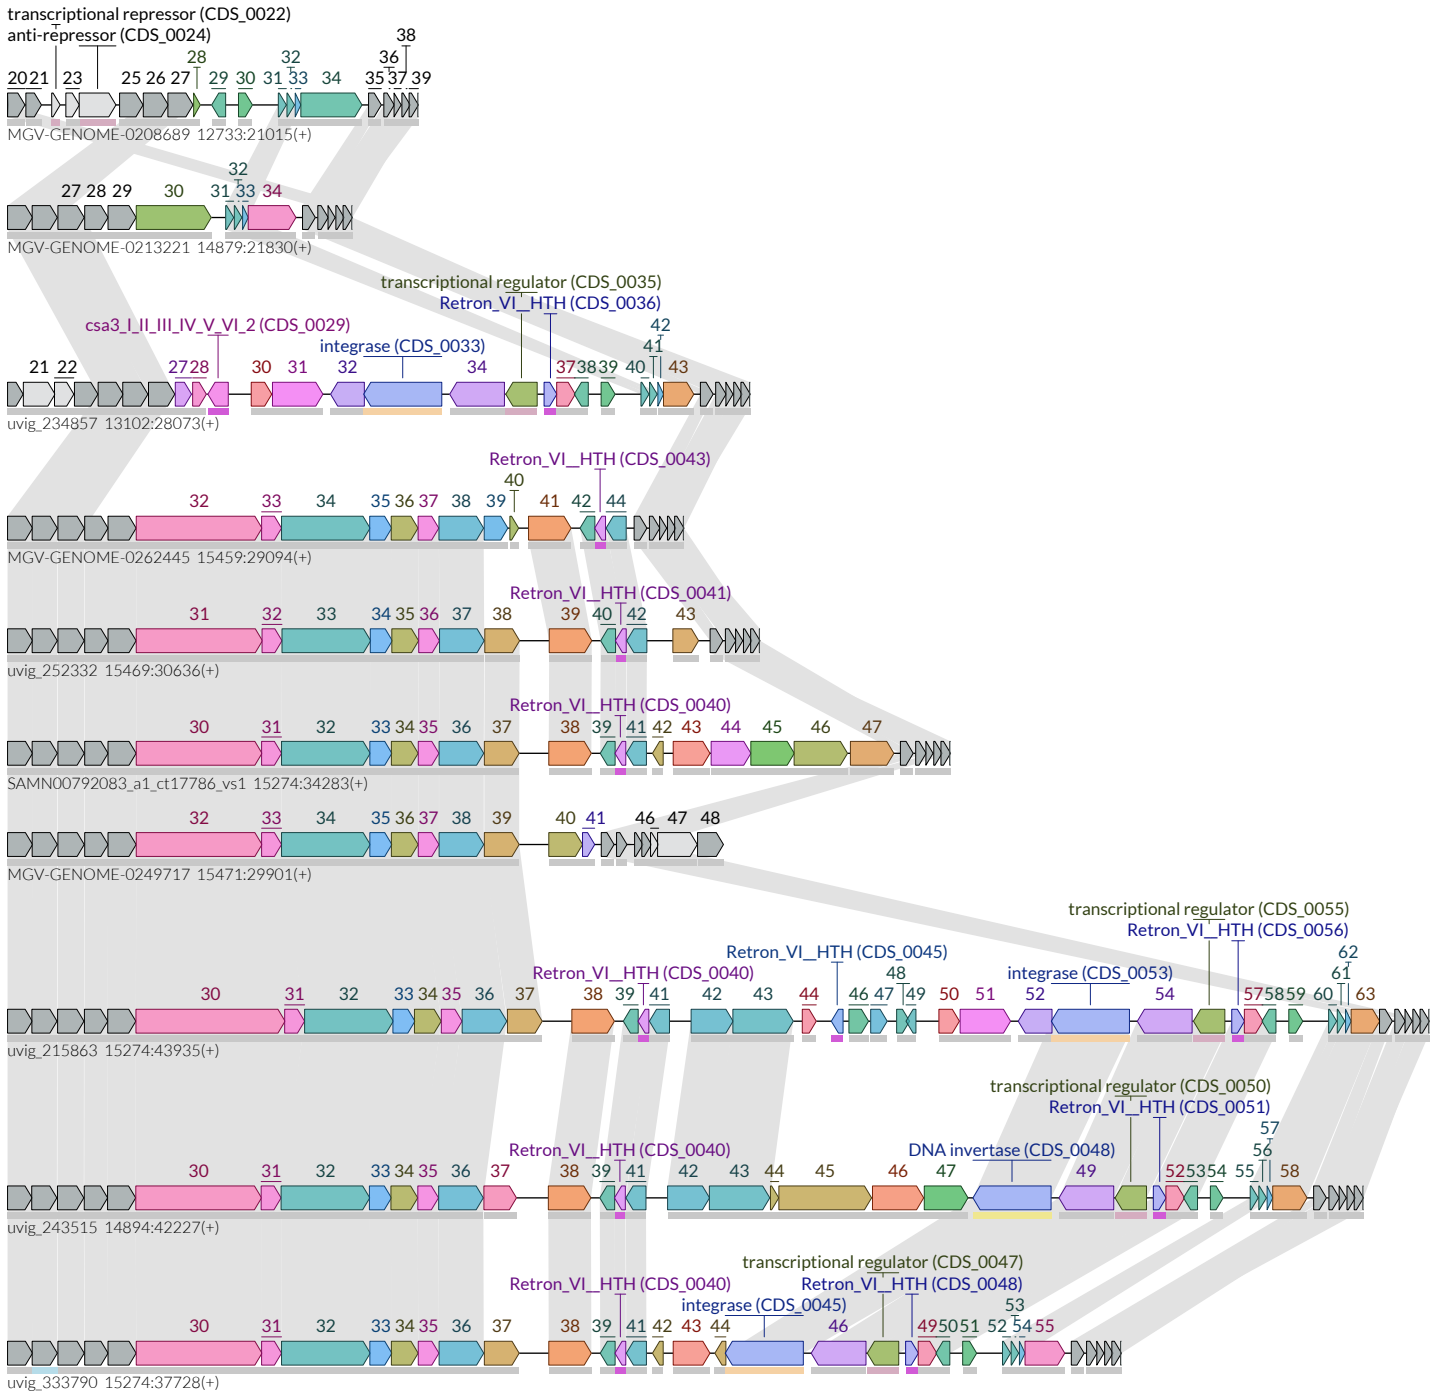 transcriptional repressor (CDS_0022)
anti-repressor (CDS_0024) 38
28 32 36
20 21 23 25 26 27 29 30 31 33 34 35 37 39
MGV-GENOME-0208689 12733:21015(+)
32
27 28 29 30 31 33 34
MGV-GENOME-0213221 14879:21830(+)
transcriptional regulator (CDS_0035)
Retron_VI__HTH (CDS_0036)
csa3_I_II_III_IV_V_VI_2 (CDS_0029) 42
integrase (CDS_0033) 41
21 22 27 28 30 31 32 34 37 38 39 40 43
uvig_234857 13102:28073(+)
Retron_VI__HTH (CDS_0043)
40
32 33 34 35 36 37 38 39 41 42 44
MGV-GENOME-0262445 15459:29094(+)
Retron_VI__HTH (CDS_0041)
31 32 33 34 35 36 37 38 39 40 42 43
uvig_252332 15469:30636(+)
Retron_VI__HTH (CDS_0040)
30 31 32 33 34 35 36 37 38 39 41 42 43 44 45 46 47
SAMN00792083_a1_ct17786_vs1 15274:34283(+)
32 33 34 35 36 37 38 39 40 41 46 47 48
MGV-GENOME-0249717 15471:29901(+)
transcriptional regulator (CDS_0055)
Retron_VI__HTH (CDS_0056)
Retron_VI__HTH (CDS_0045) 62
Retron_VI__HTH (CDS_0040) 48 integrase (CDS_0053) 61
30 31 32 33 34 35 36 37 38 39 41 42 43 44 46 47 49 50 51 52 54 57 58 59 60 63
uvig_215863 15274:43935(+)
transcriptional regulator (CDS_0050)
Retron_VI__HTH (CDS_0051)
57
Retron_VI__HTH (CDS_0040) DNA invertase (CDS_0048) 56
30 31 32 33 34 35 36 37 38 39 41 42 43 44 45 46 47 49 52 53 54 55 58
uvig_243515 14894:42227(+)
transcriptional regulator (CDS_0047)
Retron_VI__HTH (CDS_0040) Retron_VI__HTH (CDS_0048)
integrase (CDS_0045) 53
30 31 32 33 34 35 36 37 38 39 41 42 43 44 46 49 50 51 52 54 55
uvig_333790 15274:37728(+)